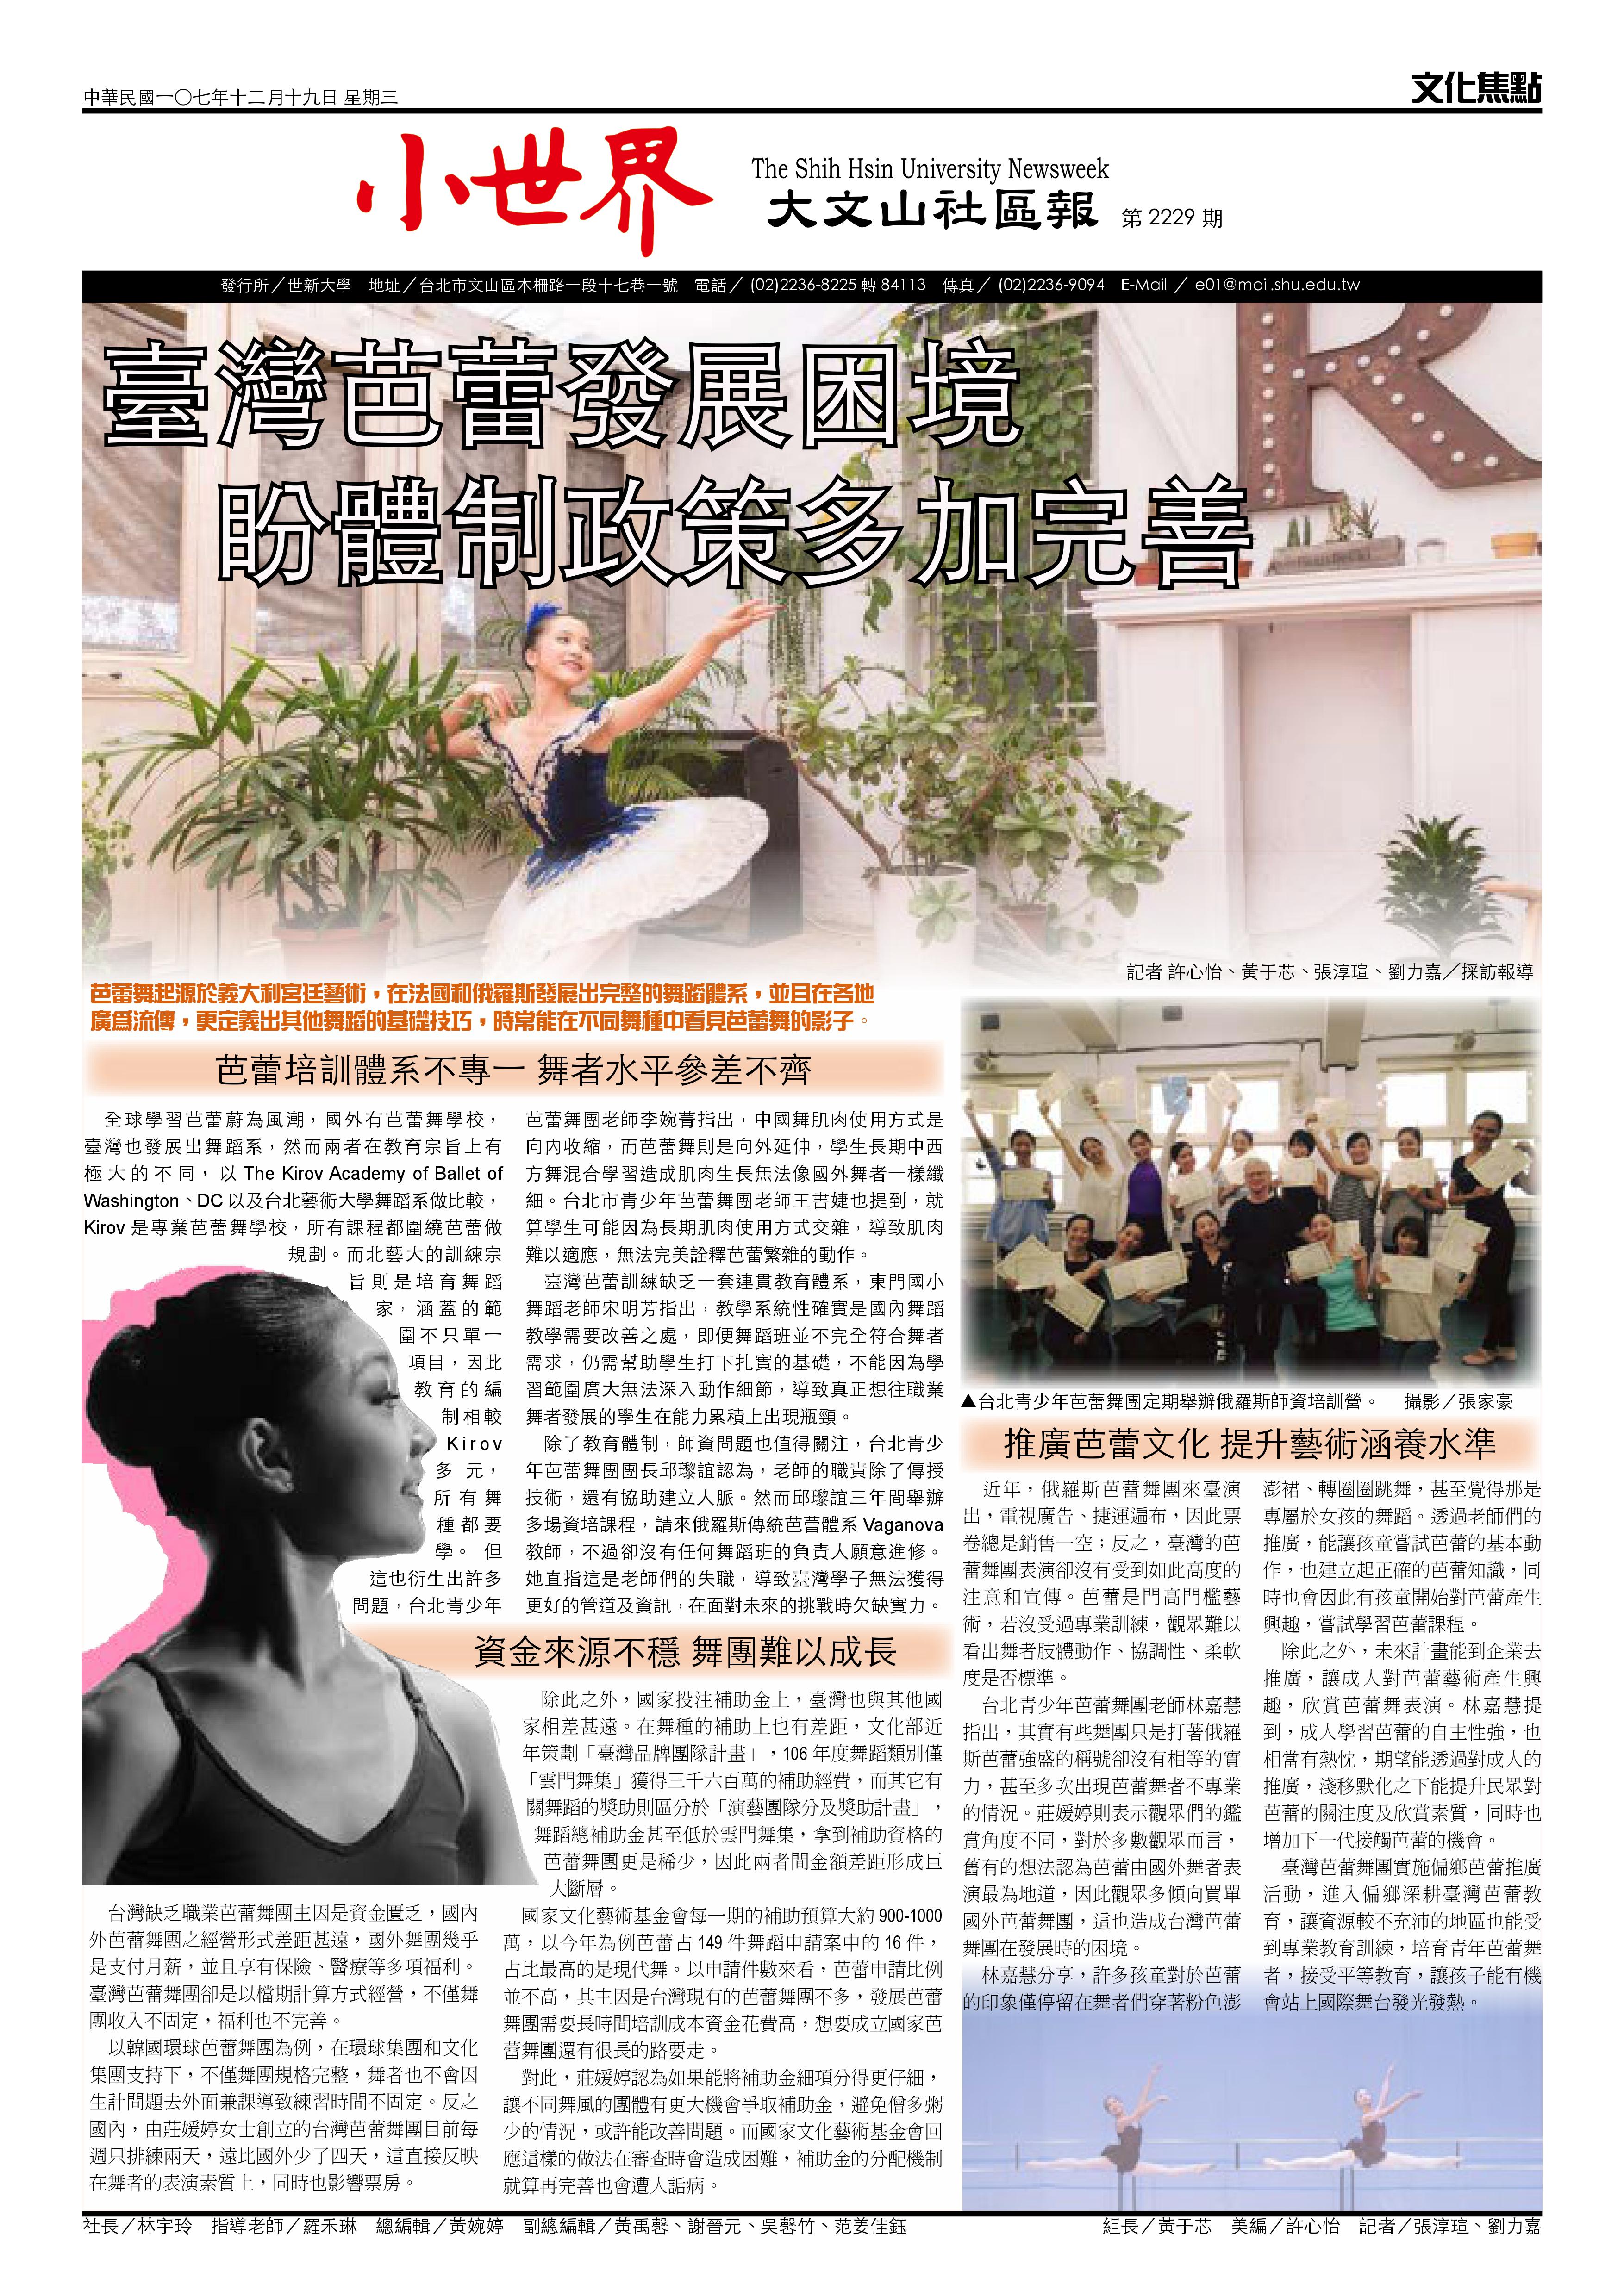 中華民國一〇七年十二月十九日 星期三
文化焦點
小世界
The Shih Hsin University Newsweek
大文山社區報 第 2229 期
發行所／世新大學 地址／台北市文山區木柵路一段十七巷一號 電話／ (02)2236-8225 轉 84113 傳真／ (02)2236-9094 E-Mail ／ e01@mail.shu.edu.tw
臺灣芭蕾發展困境
盼體制政策多加完善
R
記者 許心怡、黃于芯、張淳瑄、劉力嘉／採訪報導
芭蕾舞起源於義大利宮廷藝術，在法國和俄羅斯發展出完整的舞蹈體系，並且在各地
廣為流傳，更定義出其他舞蹈的基礎技巧，時常能在不同舞種中看見芭蕾舞的影子。
芭蕾培訓體系不專一 舞者水平參差不齊
全球學習芭蕾蔚為風潮，國外有芭蕾舞學校，
臺灣也發展出舞蹈系，然而兩者在教育宗旨上有
極大的不同，以 The Kirov Academy of Ballet of
Washington、DC 以及台北藝術大學舞蹈系做比較，
Kirov 是專業芭蕾舞學校，所有課程都圍繞芭蕾做
規劃。而北藝大的訓練宗
旨則是培育舞蹈
家，涵蓋的範
圍不只單一
項目，因此
教育的編
制相較
Kirov
多元，
所有舞
種都要
學。但
這也衍生出許多
問題，台北青少年
芭蕾舞團老師李婉菁指出，中國舞肌肉使用方式是
向內收縮，而芭蕾舞則是向外延伸，學生長期中西
方舞混合學習造成肌肉生長無法像國外舞者一樣纖
細。台北市青少年芭蕾舞團老師王書婕也提到，就
算學生可能因為長期肌肉使用方式交雜，導致肌肉
難以適應，無法完美詮釋芭蕾繁雜的動作。
臺灣芭蕾訓練缺乏一套連貫教育體系，東門國小
舞蹈老師宋明芳指出，教學系統性確實是國內舞蹈
教學需要改善之處，即便舞蹈班並不完全符合舞者
需求，仍需幫助學生打下扎實的基礎，不能因為學
習範圍廣大無法深入動作細節，導致真正想往職業
舞者發展的學生在能力累積上出現瓶頸。
除了教育體制，師資問題也值得關注，台北青少
年芭蕾舞團團長邱瓈誼認為，老師的職責除了傳授
技術，還有協助建立人脈。然而邱瓈誼三年間舉辦
多場資培課程，請來俄羅斯傳統芭蕾體系 Vaganova
教師，不過卻沒有任何舞蹈班的負責人願意進修。
她直指這是老師們的失職，導致臺灣學子無法獲得
更好的管道及資訊，在面對未來的挑戰時欠缺實力。
資金來源不穩 舞團難以成長
台灣缺乏職業芭蕾舞團主因是資金匱乏，國內
外芭蕾舞團之經營形式差距甚遠，國外舞團幾乎
是支付月薪，並且享有保險、醫療等多項福利。
臺灣芭蕾舞團卻是以檔期計算方式經營，不僅舞
團收入不固定，福利也不完善。
以韓國環球芭蕾舞團為例，在環球集團和文化
集團支持下，不僅舞團規格完整，舞者也不會因
生計問題去外面兼課導致練習時間不固定。反之
國內，由莊媛婷女士創立的台灣芭蕾舞團目前每
週只排練兩天，遠比國外少了四天，這直接反映
在舞者的表演素質上，同時也影響票房。
除此之外，國家投注補助金上，臺灣也與其他國
家相差甚遠。在舞種的補助上也有差距，文化部近
年策劃「臺灣品牌團隊計畫」，106 年度舞蹈類別僅
「雲門舞集」獲得三千六百萬的補助經費，而其它有
關舞蹈的獎助則區分於「演藝團隊分及獎助計畫」，
舞蹈總補助金甚至低於雲門舞集，拿到補助資格的
芭蕾舞團更是稀少，因此兩者間金額差距形成巨
大斷層。
國家文化藝術基金會每一期的補助預算大約 900-1000
萬，以今年為例芭蕾占 149 件舞蹈申請案中的 16 件，
占比最高的是現代舞。以申請件數來看，芭蕾申請比例
並不高，其主因是台灣現有的芭蕾舞團不多，發展芭蕾
舞團需要長時間培訓成本資金花費高，想要成立國家芭
蕾舞團還有很長的路要走。
對此，莊媛婷認為如果能將補助金細項分得更仔細，
讓不同舞風的團體有更大機會爭取補助金，避免僧多粥
少的情況，或許能改善問題。而國家文化藝術基金會回
應這樣的做法在審查時會造成困難，補助金的分配機制
就算再完善也會遭人詬病。
▲台北青少年芭蕾舞團定期舉辦俄羅斯師資培訓營。 攝影／張家豪
推廣芭蕾文化 提升藝術涵養水準
近年，俄羅斯芭蕾舞團來臺演
出，電視廣告、捷運遍布，因此票
卷總是銷售一空；反之，臺灣的芭
蕾舞團表演卻沒有受到如此高度的
注意和宣傳。芭蕾是門高門檻藝
術，若沒受過專業訓練，觀眾難以
看出舞者肢體動作、協調性、柔軟
度是否標準。
台北青少年芭蕾舞團老師林嘉慧
指出，其實有些舞團只是打著俄羅
斯芭蕾強盛的稱號卻沒有相等的實
力，甚至多次出現芭蕾舞者不專業
的情況。莊媛婷則表示觀眾們的鑑
賞角度不同，對於多數觀眾而言，
舊有的想法認為芭蕾由國外舞者表
演最為地道，因此觀眾多傾向買單
國外芭蕾舞團，這也造成台灣芭蕾
舞團在發展時的困境。
林嘉慧分享，許多孩童對於芭蕾
的印象僅停留在舞者們穿著粉色澎
澎裙、轉圈圈跳舞，甚至覺得那是
專屬於女孩的舞蹈。透過老師們的
推廣，能讓孩童嘗試芭蕾的基本動
作，也建立起正確的芭蕾知識，同
時也會因此有孩童開始對芭蕾產生
興趣，嘗試學習芭蕾課程。
除此之外，未來計畫能到企業去
推廣，讓成人對芭蕾藝術產生興
趣，欣賞芭蕾舞表演。林嘉慧提
到，成人學習芭蕾的自主性強，也
相當有熱忱，期望能透過對成人的
推廣，淺移默化之下能提升民眾對
芭蕾的關注度及欣賞素質，同時也
增加下一代接觸芭蕾的機會。
臺灣芭蕾舞團實施偏鄉芭蕾推廣
活動，進入偏鄉深耕臺灣芭蕾教
育，讓資源較不充沛的地區也能受
到專業教育訓練，培育青年芭蕾舞
者，接受平等教育，讓孩子能有機
會站上國際舞台發光發熱。
社長／林宇玲 指導老師／羅禾琳 總編輯／黃婉婷 副總編輯／黃禹馨、謝晉元、吳馨竹、范姜佳鈺
組長／黃于芯 美編／許心怡 記者／張淳瑄、劉力嘉